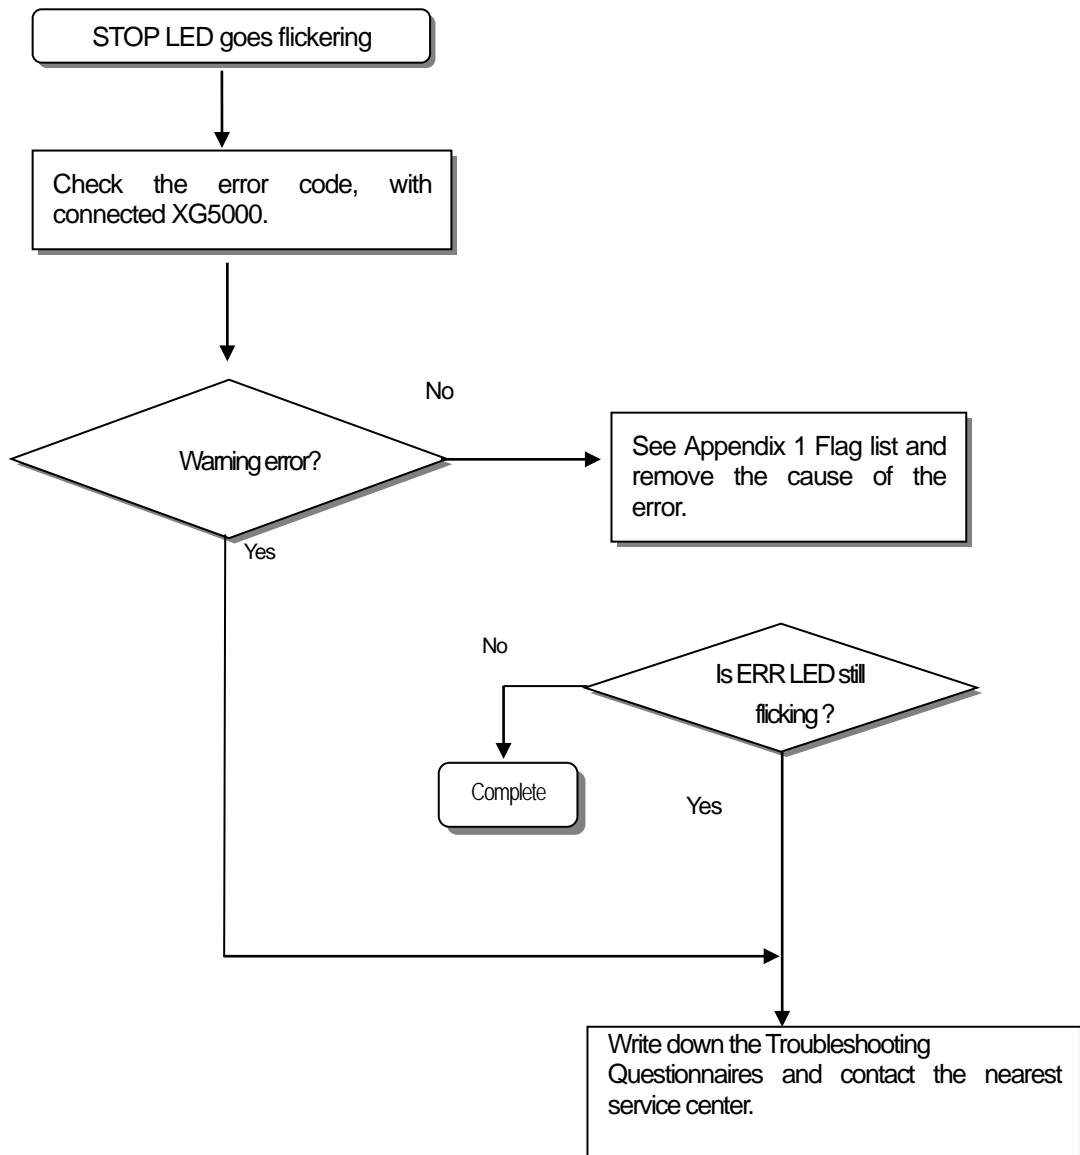 STOP LED goes flickering
Check the error code, with
connected XG5000.
No
Warning error?
See Appendix 1 Flag list and
remove the cause of the
error.
Yes
No
Is ERR LED still
flicking ?
Complete
Yes
Write down the Troubleshooting
Questionnaires and contact the nearest
service center.